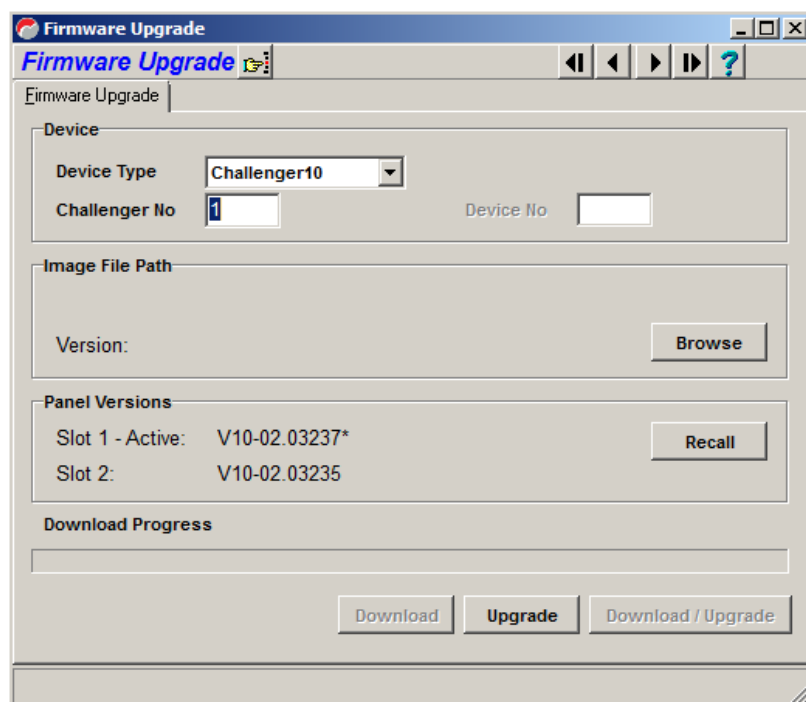 Firmware Upgrade
Firmware Upgrade
?
Firmware Upgrade
Device
Device Type Challenger10
Challenger No 1 Device No
Image File Path
Version: Browse
Panel Versions
Slot 1 - Active: V10-02.03237* Recall
Slot 2: V10-02.03235
Download Progress
Download Upgrade Download / Upgrade